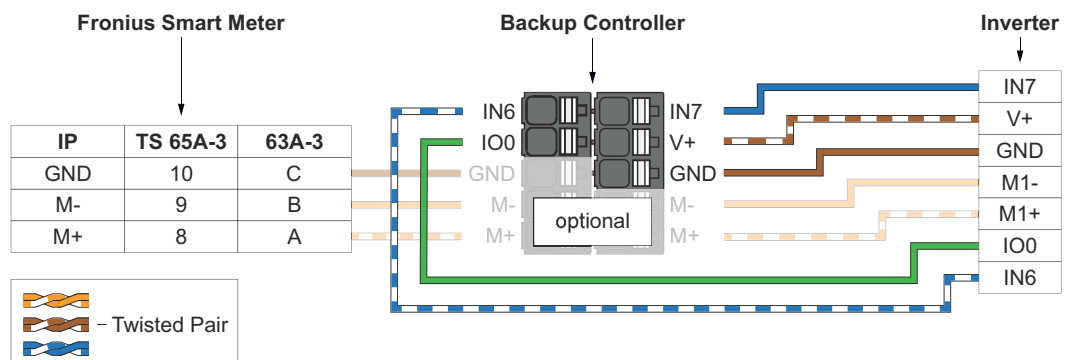 Fronius Smart Meter
Backup Controller
Inverter
IP TS 65A-3 63A-3
GND 10 C
M- 9 B
M+ 8 A
IN6
IO0
GND
M-
M+
optional
IN7
V+
GND
M-
M+
IN7
V+
GND
M1-
M1+
IO0
IN6
– Twisted Pair